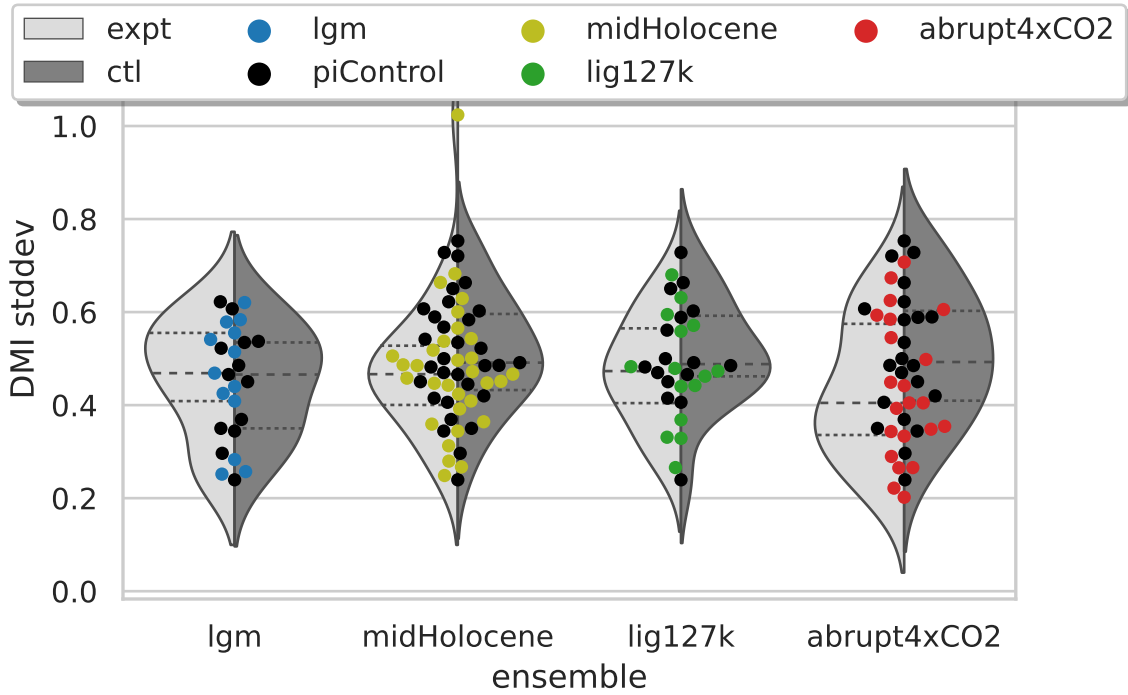 expt lgm midHolocene abrupt4xCO2
ctl piControl lig127k
1.0
0.8
0.6
0.4
0.2
0.0
DMI stddev
lgm midHolocene lig127k abrupt4xCO2
ensemble